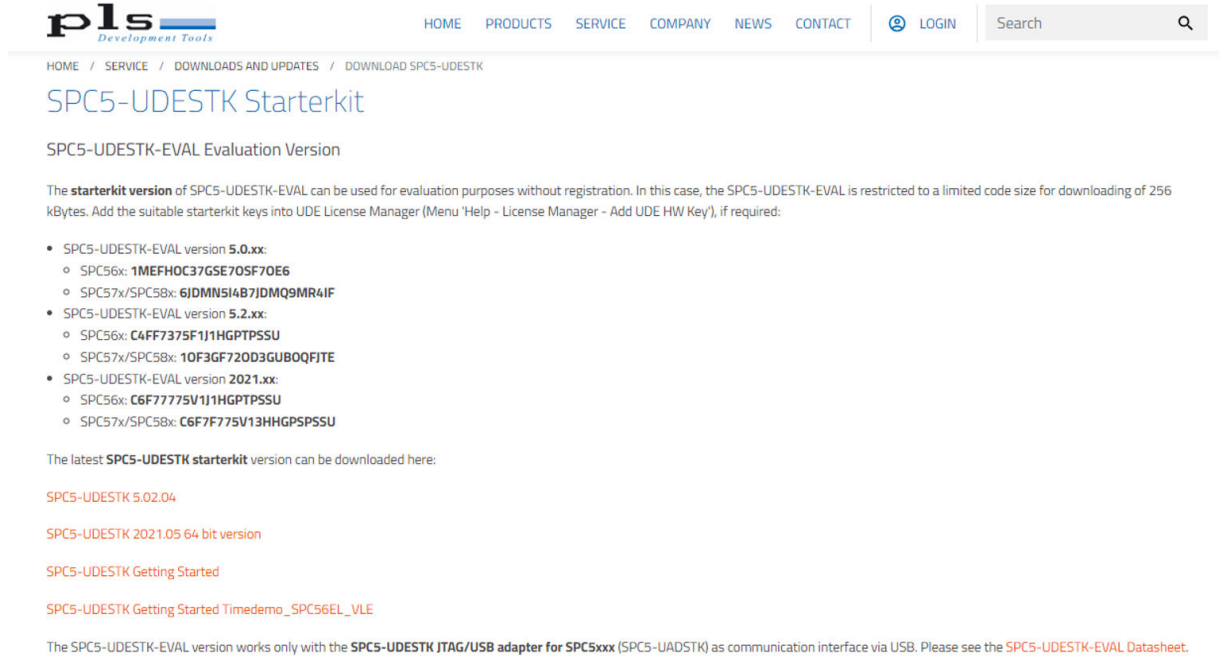 pls
Development Tools
HOME PRODUCTS SERVICE COMPANY NEWS CONTACT LOGIN Search
HOME / SERVICE / DOWNLOADS AND UPDATES / DOWNLOAD SPC5-UDESTK
SPC5-UDESTK Starterkit
SPC5-UDESTK-EVAL Evaluation Version
The starterkit version of SPC5-UDESTK-EVAL can be used for evaluation purposes without registration. In this case, the SPC5-UDESTK-EVAL is restricted to a limited code size for downloading of 256
kBytes. Add the suitable starterkit keys into UDE License Manager (Menu 'Help - License Manager - Add UDE HW Key'), if required:
• SPC5-UDESTK-EVAL version 5.0.xx:
○ SPC56x: 1MEFHOC37GSE7OSF7OE6
○ SPC57x/SPC58x: 6JDMN5I4B7JDMQ9MR4IF
• SPC5-UDESTK-EVAL version 5.2.xx:
○ SPC56x: C4FF7375F1J1HGPTPSSU
○ SPC57x/SPC58x: 1OF3GF72OD3GUBOQFJTE
• SPC5-UDESTK-EVAL version 2021.xx:
○ SPC56x: C6F77775V1J1HGPTPSSU
○ SPC57x/SPC58x: C6F7F775V13HHGPSPSSU
The latest SPC5-UDESTK starterkit version can be downloaded here:
SPC5-UDESTK 5.02.04
SPC5-UDESTK 2021.05 64 bit version
SPC5-UDESTK Getting Started
SPC5-UDESTK Getting Started Timedemo_SPC56EL_VLE
The SPC5-UDESTK-EVAL version works only with the SPC5-UDESTK JTAG/USB adapter for SPC5xxx (SPC5-UADSTK) as communication interface via USB. Please see the SPC5-UDESTK-EVAL Datasheet.